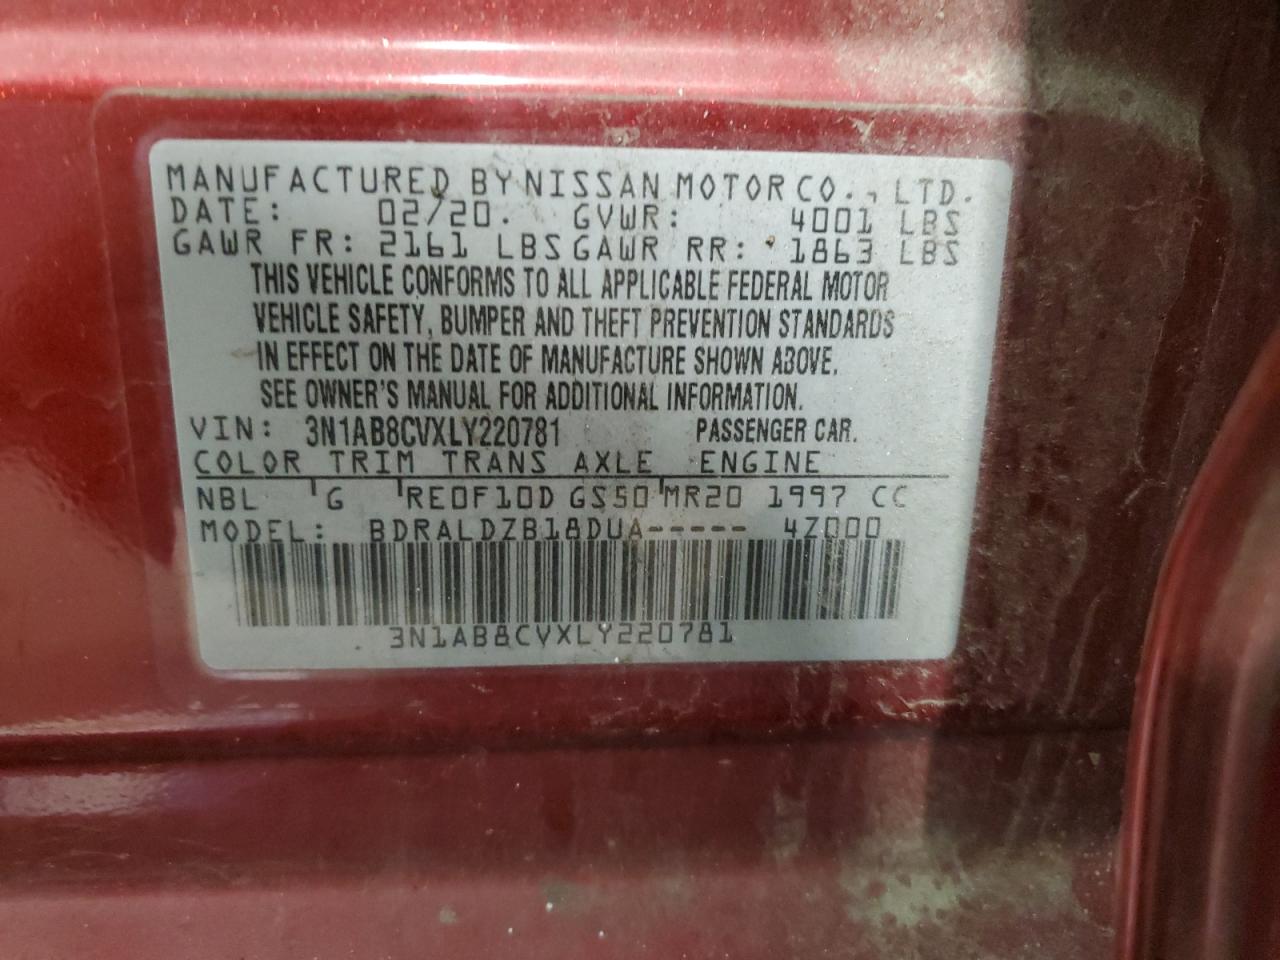 MANUFACTURED BY NISSAN MOTOR CO., LTD.
DATE: 02/20. GVWR: 4001 LBS
GAWR FR: 2161 LBS GAWR RR: 1863 LBS
THIS VEHICLE CONFORMS TO ALL APPLICABLE FEDERAL MOTOR
VEHICLE SAFETY, BUMPER AND THEFT PREVENTION STANDARDS
IN EFFECT ON THE DATE OF MANUFACTURE SHOWN ABOVE.
SEE OWNER'S MANUAL FOR ADDITIONAL INFORMATION.
VIN: 3N1AB8CVXLY220781 PASSENGER CAR.
COLOR TRIM TRANS AXLE ENGINE
NBL G RE0F10D GS50 MR20 1997 CC
MODEL: BDRALDZB18DUA----- 4Z000
3N1AB8CVXLY220781